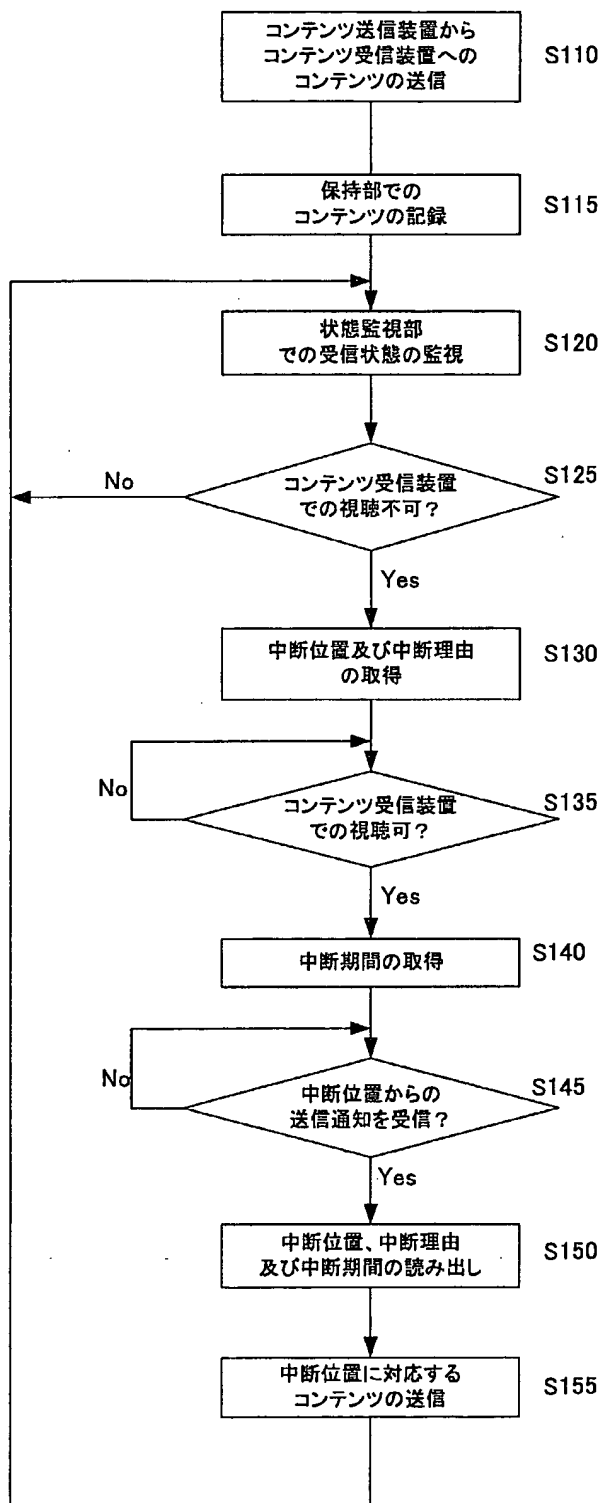 コンテンツ送信装置から
コンテンツ受信装置への
コンテンツの送信
S110
保持部での
コンテンツの記録
S115
状態監視部
での受信状態の監視
S120
コンテンツ受信装置
での視聴不可？
S125
No
Yes
中断位置及び中断理由
の取得
S130
コンテンツ受信装置
での視聴可？
S135
No
Yes
中断期間の取得
S140
中断位置からの
送信通知を受信？
S145
No
Yes
中断位置、中断理由
及び中断期間の読み出し
S150
中断位置に対応する
コンテンツの送信
S155